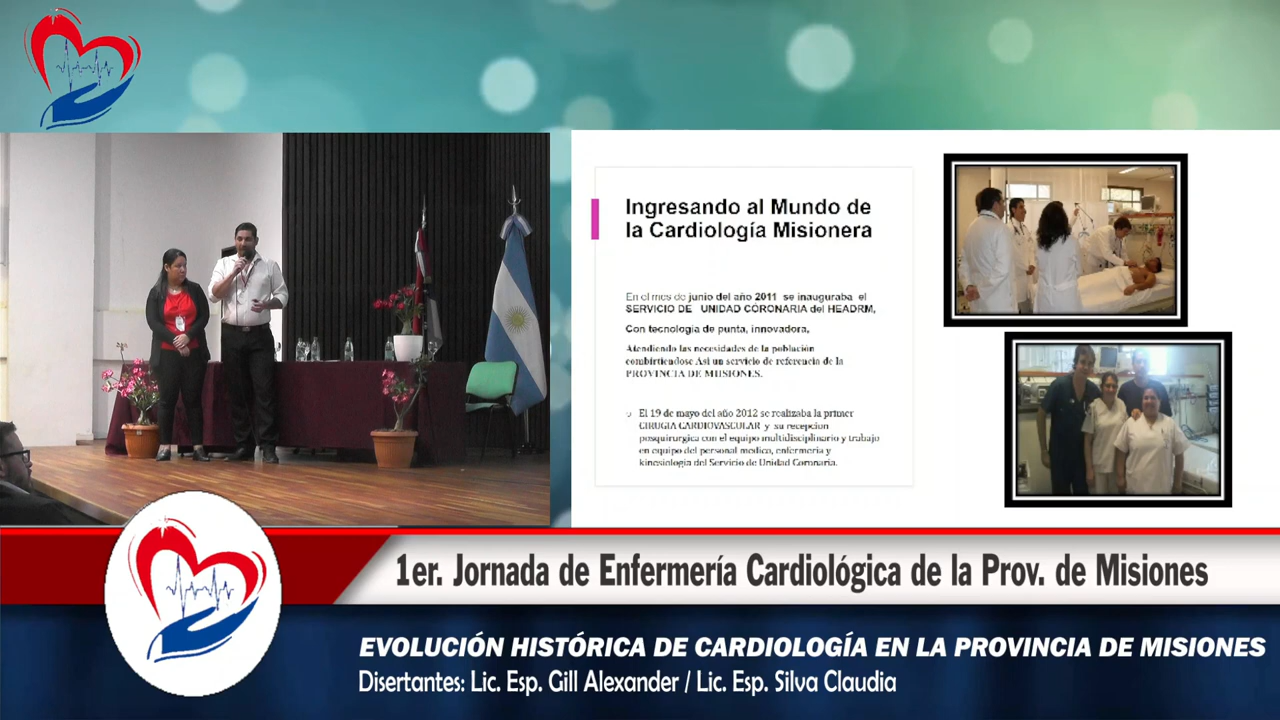 Ingresando al Mundo de
la Cardiología Misionera
En el mes de junio del año 2011 se inauguraba el
SERVICIO DE UNIDAD CORONARIA del HEADRM,
Con tecnologia de punta, innovadora,
Atendiendo las necesidades de la población
combirtiendose Asi un servicio de referencia de la
PROVINCIA DE MIISIONES.
El 19 de mayo del año 2012 se realizaba la primer
CIRUGIA CARDIOVASCULAR y su recepcion
posquirurgica con el equipo multidisciplinario y trabajo
en equipo del personal medico, enfermeria y
kinesiologia del Servicio de Unidad Coronaria.
1er. Jornada de Enfermería Cardiológica de la Prov. de Misiones
EVOLUCIÓN HISTÓRICA DE CARDIOLOGÍA EN LA PROVINCIA DE MISIONES
Disertantes: Lic. Esp. Gill Alexander / Lic. Esp. Silva Claudia